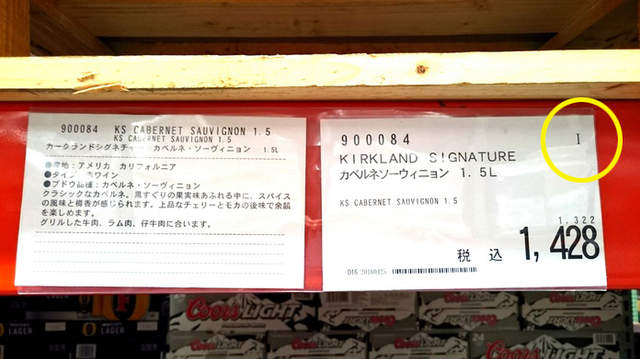 900084 KS CABERNET SAUVIGNON 1.5
KS CABERNET SAUVIGNON 1.5
カークランドシグネチャー カベルネ・ソーヴィニョン 1.5L
●産地:アメリカ カリフォルニア
●タイプ:赤ワイン
●ブドウ品種:カベルネ・ソーヴィニョン
クラシックなカベルネ。黒すぐりの果実味あふれる中に、スパイス
の風味と樽香が感じられます。上品なチェリーとモカの後味で余韻
を楽しめます。
グリルした牛肉、ラム肉、仔牛肉に合います。
900084
I
KIRKLAND SIGNATURE
カベルネソーヴィニョン 1.5L
KS CABERNET SAUVIGNON 1.5
1,322
税込 1,428
Coors LIGHT
LAGER
LAGER